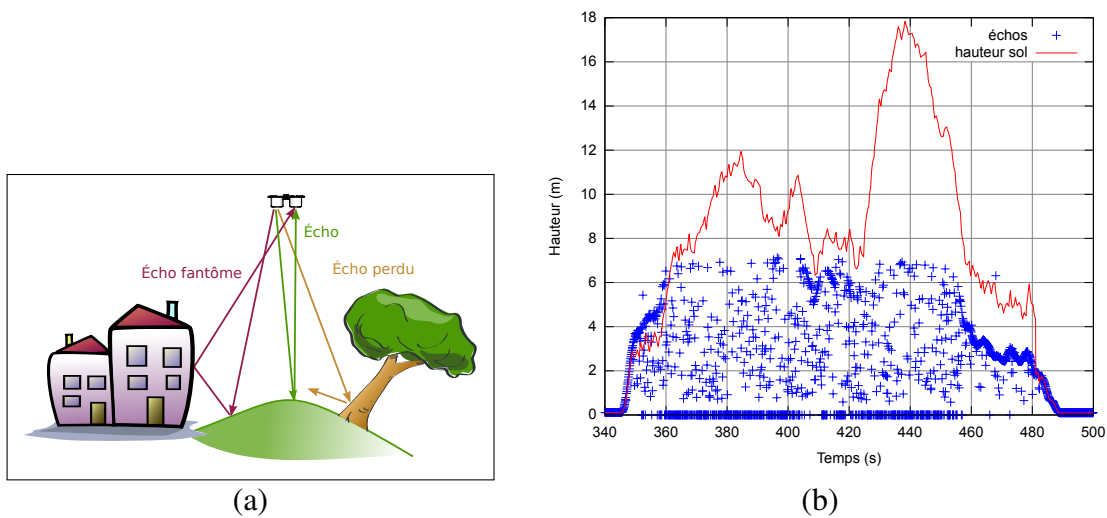 Écho
Écho fantôme
Écho perdu
(a)
échos
hauteur sol
Hauteur (m)
18
16
14
12
10
8
6
4
2
0
340 360 380 400 420 440 460 480 500
Temps (s)
(b)